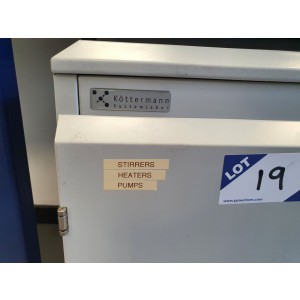 Köttermann
Systemlabor
STIRRERS
HEATERS
PUMPS
LOT
19